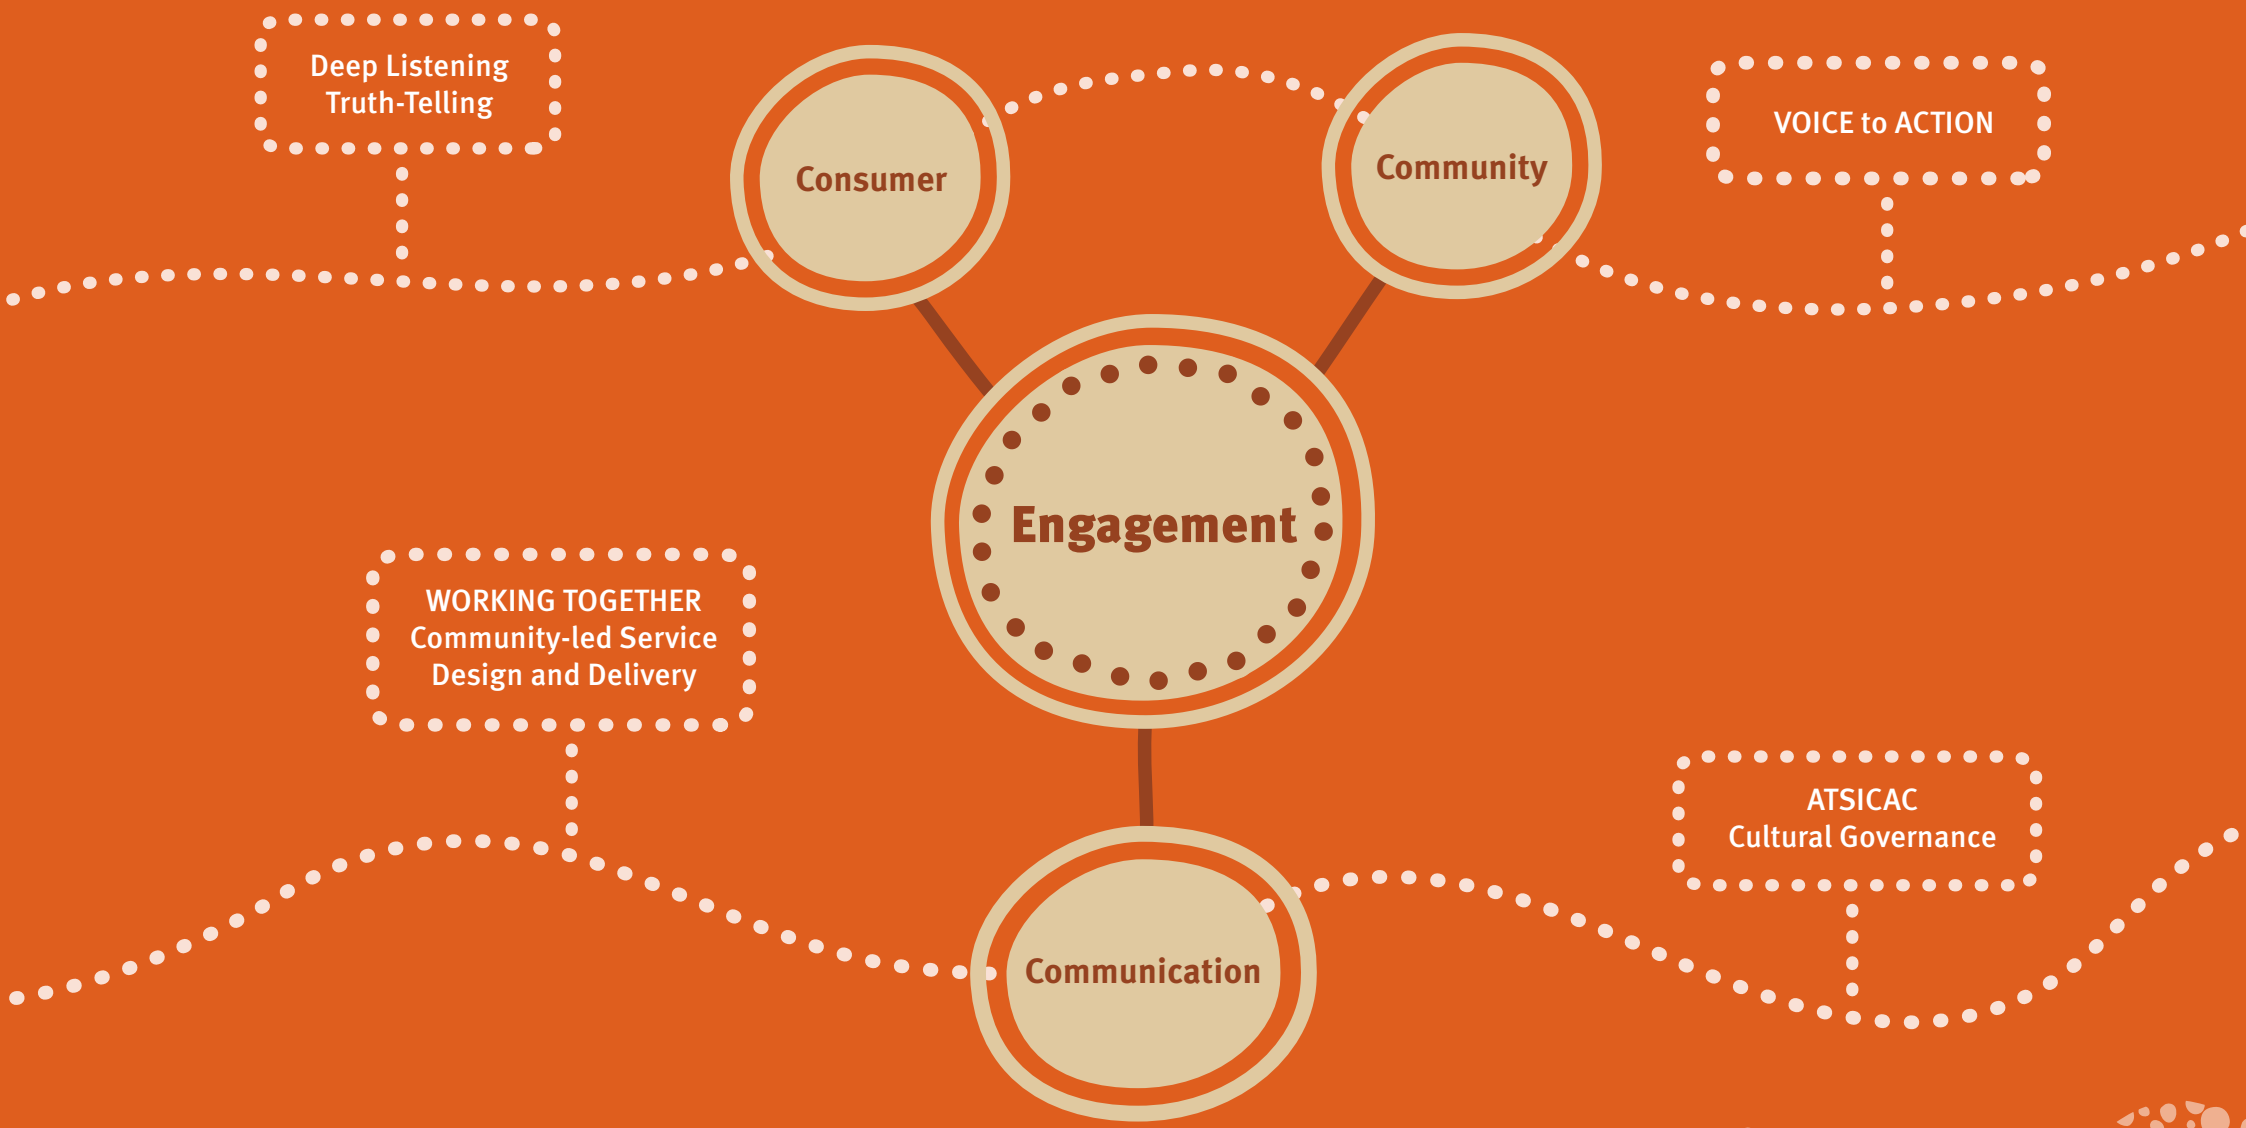 Deep Listening
Truth-Telling
Consumer
Community
VOICE to ACTION
Engagement
WORKING TOGETHER
Community-led Service
Design and Delivery
ATSICAC
Cultural Governance
Communication